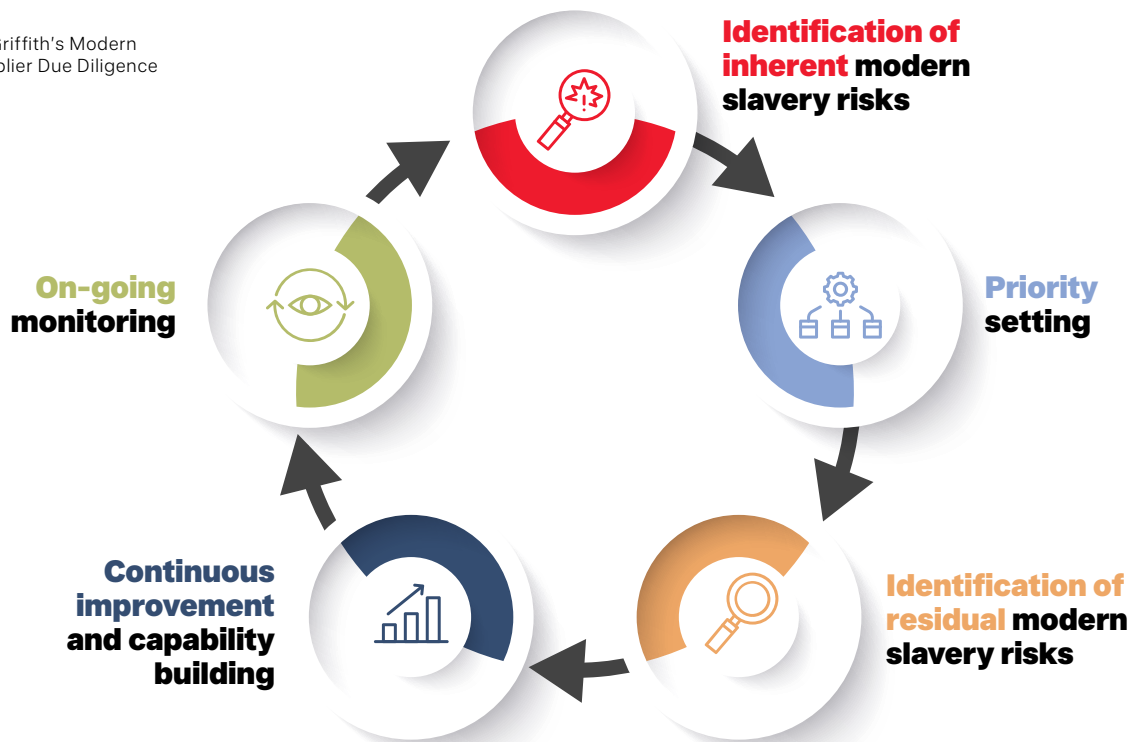 Griffith's Modern
plier Due Diligence
Identification of
inherent modern
slavery risks
On-going
monitoring
Priority
setting
Continuous
improvement
and capability
building
Identification of
residual modern
slavery risks